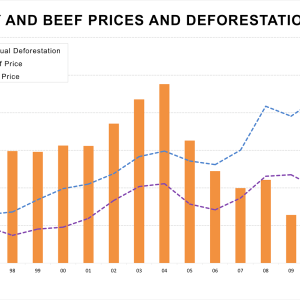 AND BEEF PRICES AND DEFORESTATIO
ual Deforestation
f Price
Price
98 99 00 01 02 03 04 05 06 07 08 09